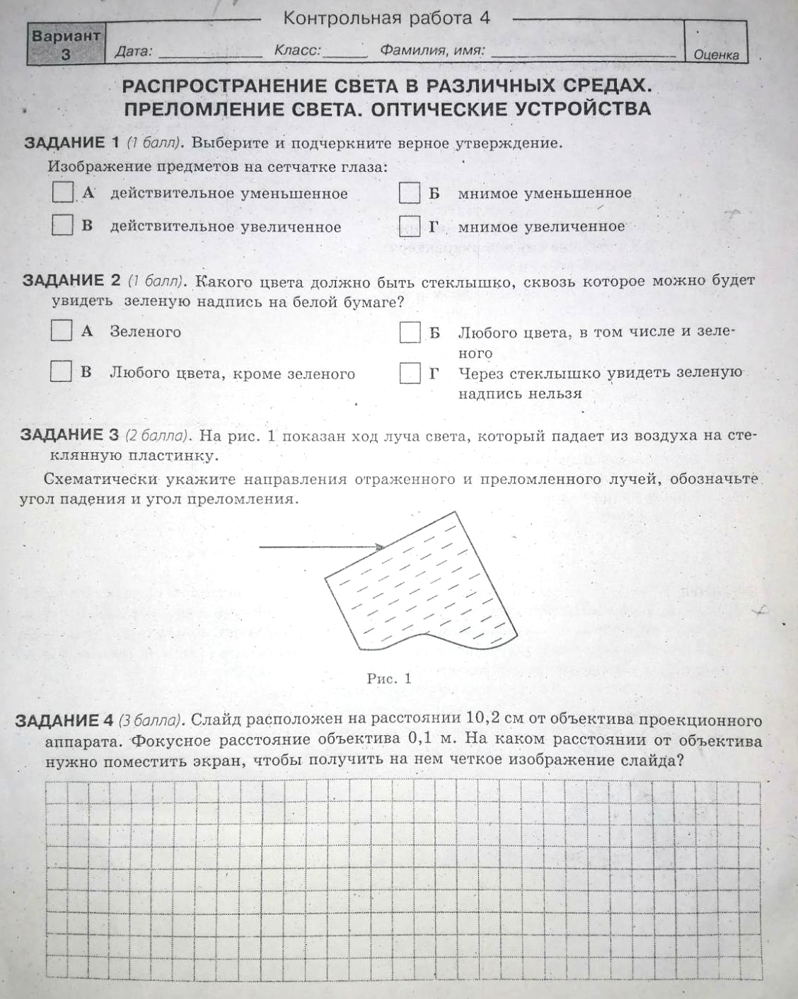 Контрольная работа 4
Вариант 3
Дата: Класс: Фамилия, имя: Оценка
РАСПРОСТРАНЕНИЕ СВЕТА В РАЗЛИЧНЫХ СРЕДАХ.
ПРЕЛОМЛЕНИЕ СВЕТА. ОПТИЧЕСКИЕ УСТРОЙСТВА
ЗАДАНИЕ 1 (1 балл). Выберите и подчеркните верное утверждение.
Изображение предметов на сетчатке глаза:
А действительное уменьшенное
Б мнимое уменьшенное
В действительное увеличенное
Г мнимое увеличенное
ЗАДАНИЕ 2 (1 балл). Какого цвета должно быть стеклышко, сквозь которое можно будет
увидеть зеленую надпись на белой бумаге?
А Зеленого
Б Любого цвета, в том числе и зеле-
ного
В Любого цвета, кроме зеленого
Г Через стеклышко увидеть зеленую
надпись нельзя
ЗАДАНИЕ 3 (2 балла). На рис. 1 показан ход луча света, который падает из воздуха на сте-
клянную пластинку.
Схематически укажите направления отраженного и преломленного лучей, обозначьте
угол падения и угол преломления.
Рис. 1
ЗАДАНИЕ 4 (3 балла). Слайд расположен на расстоянии 10,2 см от объектива проекционного
аппарата. Фокусное расстояние объектива 0,1 м. На каком расстоянии от объектива
нужно поместить экран, чтобы получить на нем четкое изображение слайда?